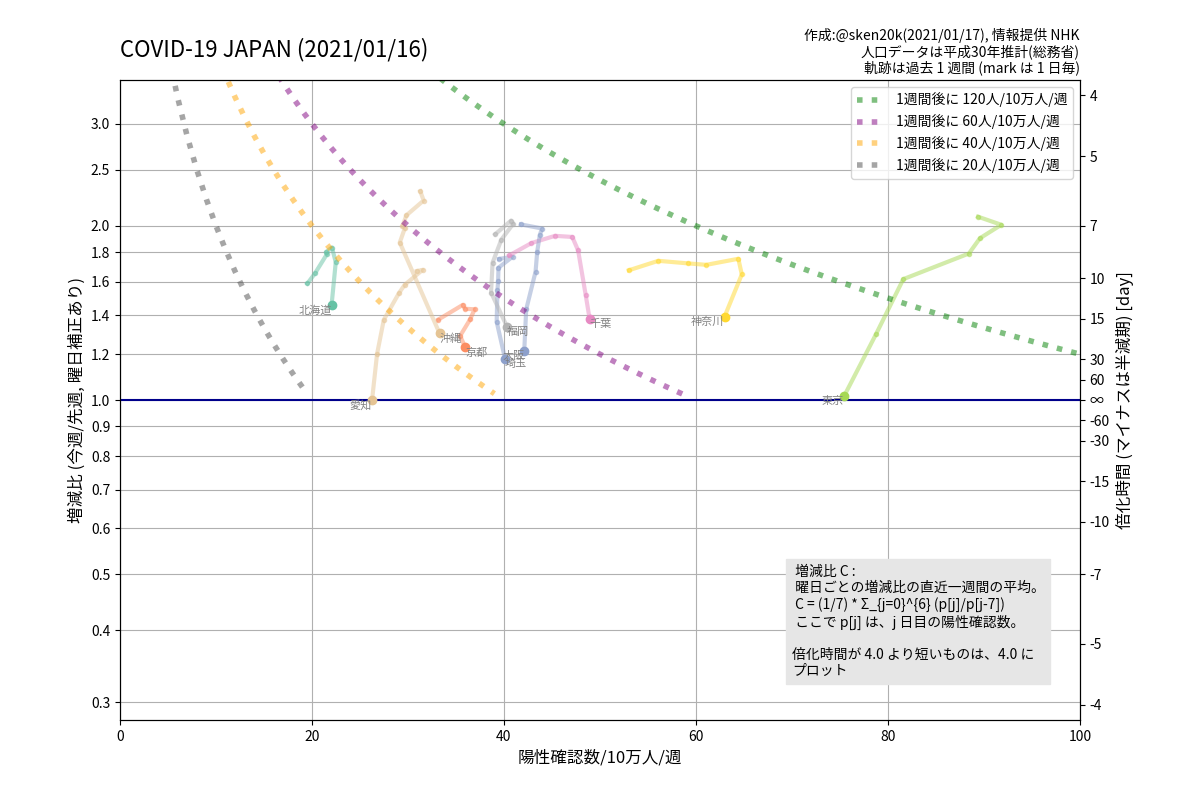 COVID-19 JAPAN (2021/01/16)
作成:@sken20k(2021/01/17), 情報提供 NHK
人口データは平成30年推計(総務省)
軌跡は過去 1 週間 (mark は 1 日毎)
1週間後に 120人/10万人/週
1週間後に 60人/10万人/週
1週間後に 40人/10万人/週
1週間後に 20人/10万人/週
増減比 (今週/先週, 曜日補正あり)
3.0
2.5
2.0
1.8
1.6
1.4
1.2
1.0
0.9
0.8
0.7
0.6
0.5
0.4
0.3
北海道
愛知
沖縄
京都
福岡
大阪
埼玉
千葉
神奈川
東京
4
5
7
10
15
30
60
∞
-60
-30
-15
-10
-7
-5
-4
倍化時間 (マイナスは半減期) [day]
増減比 C :
曜日ごとの増減比の直近一週間の平均。
C = (1/7) * Σ_{j=0}^{6} (p[j]/p[j-7])
ここで p[j] は、j 日目の陽性確認数。
倍化時間が 4.0 より短いものは、4.0 に
プロット
0
20
40
60
80
100
陽性確認数/10万人/週